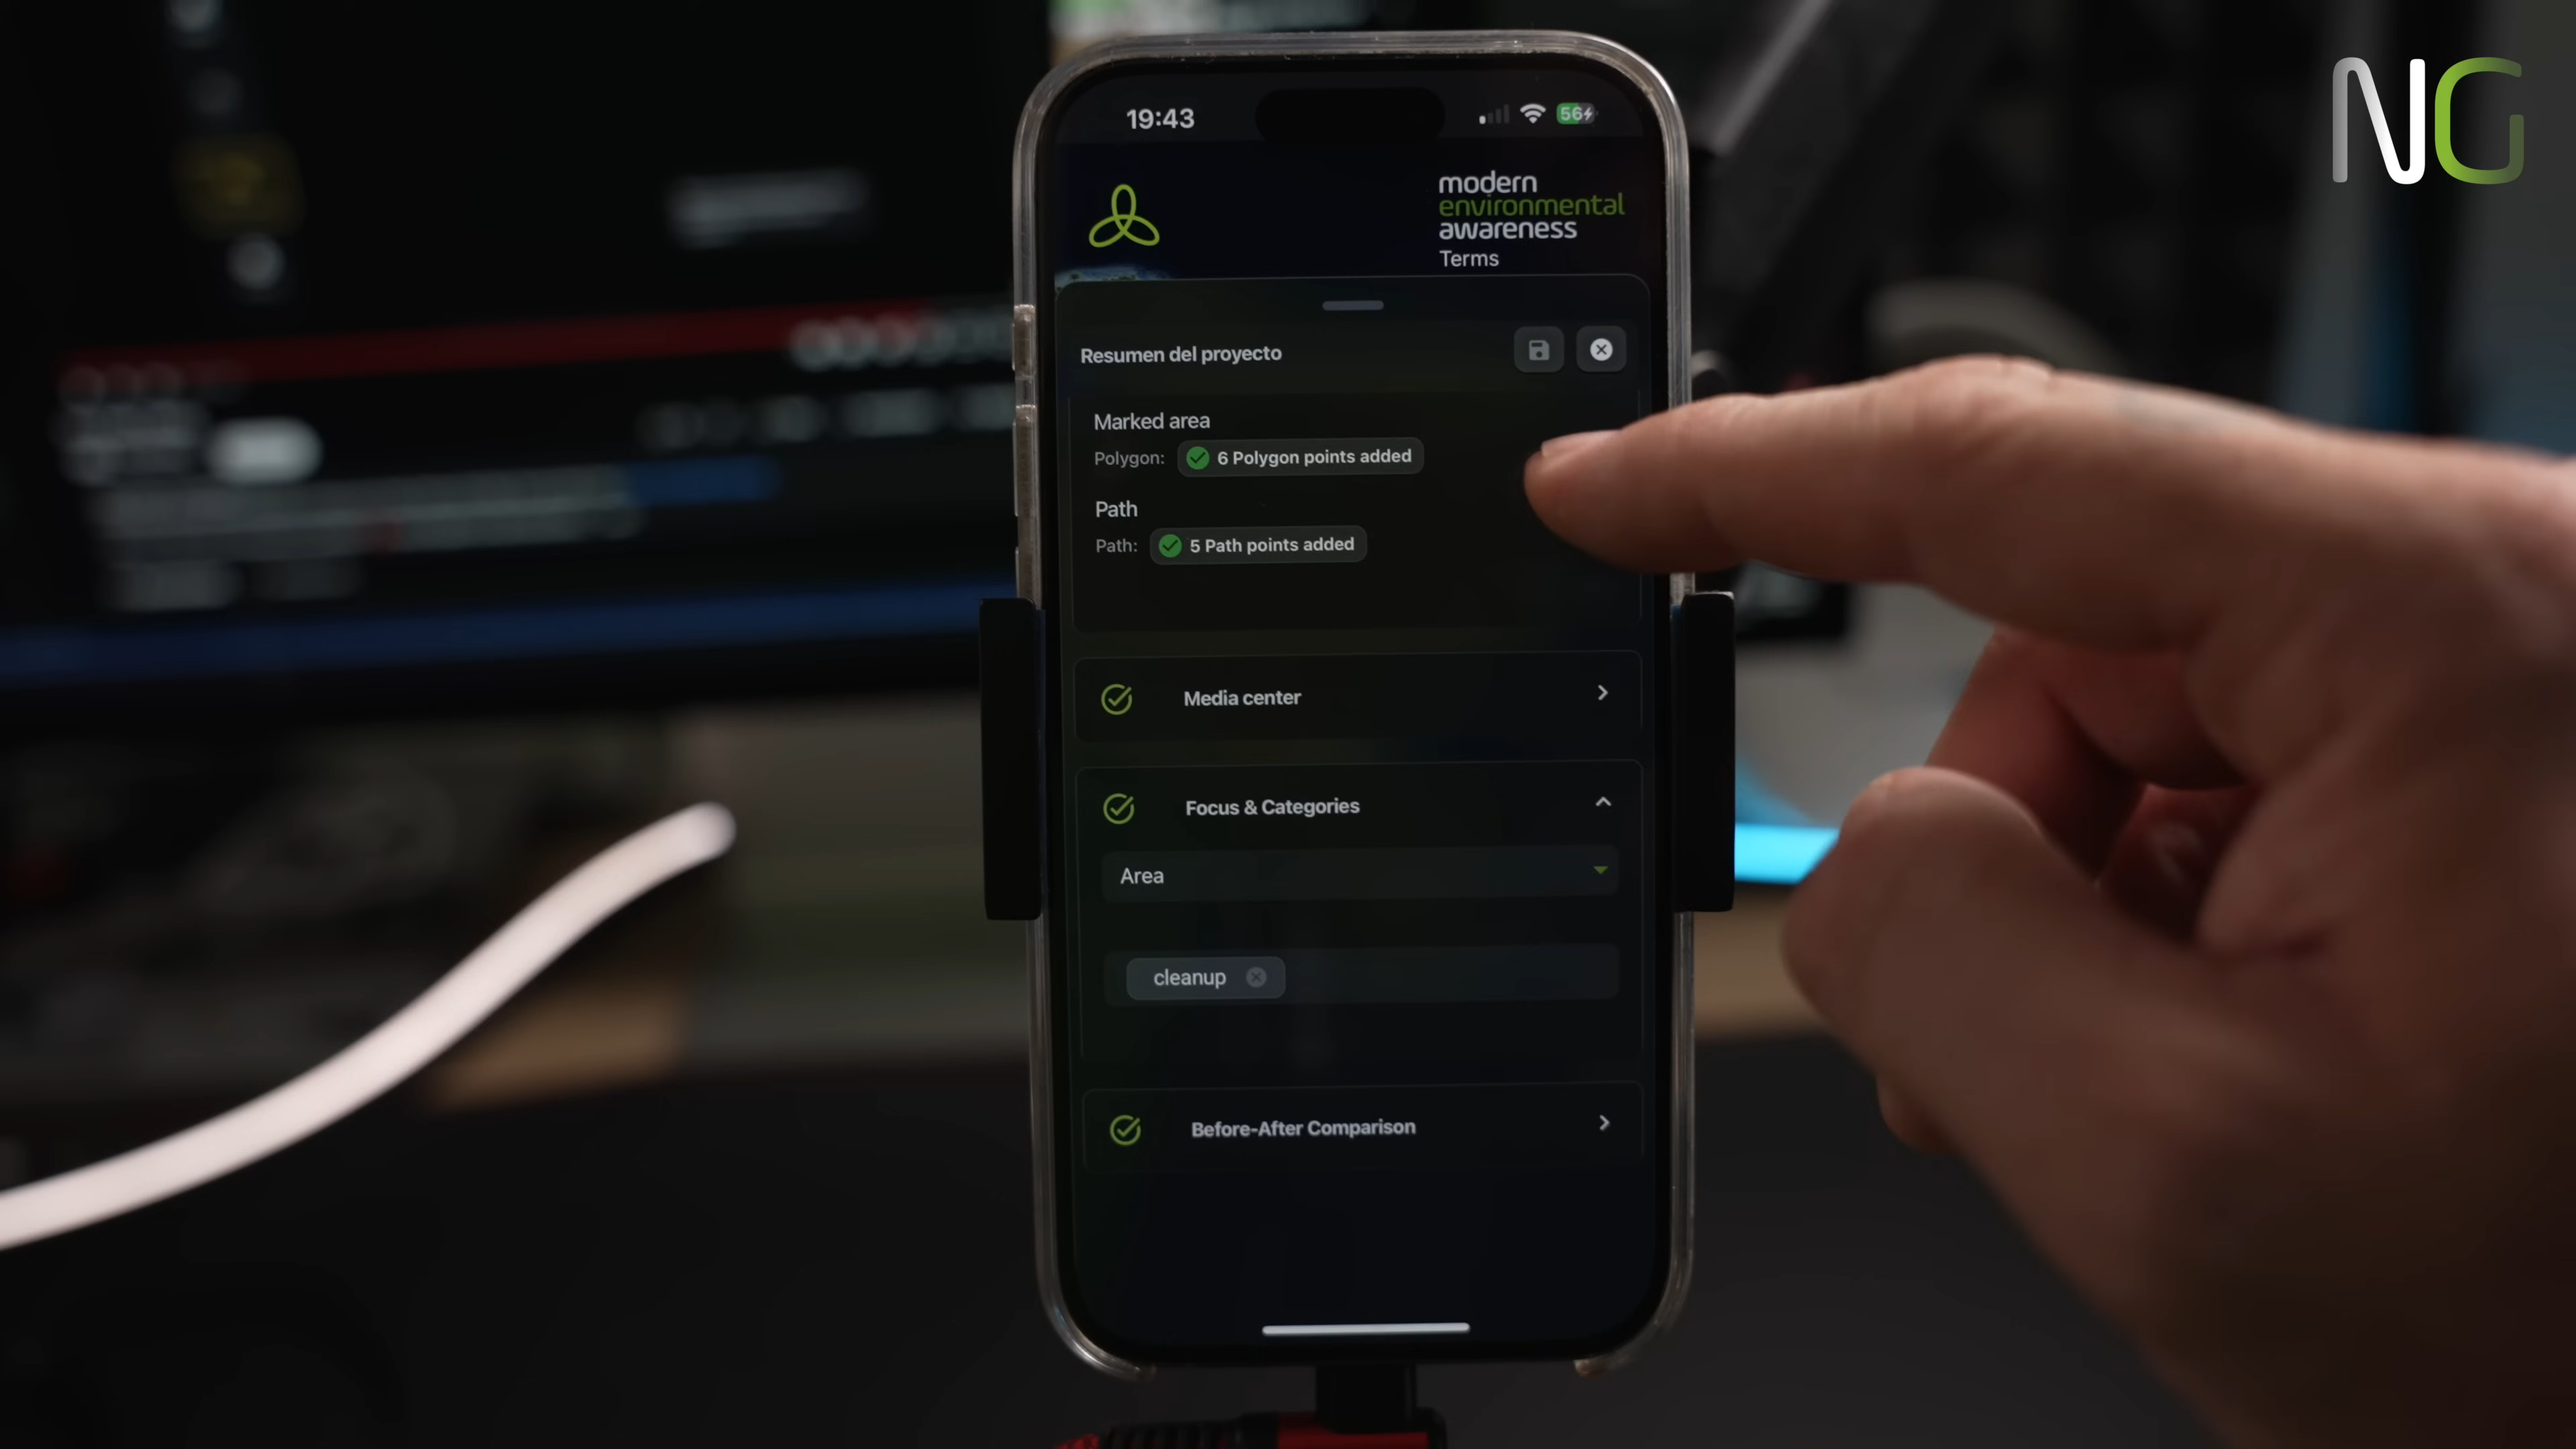 NG
19:43
56
modern
environmental
awareness
Terms
Resumen del proyecto
Marked area
Polygon: 6 Polygon points added
Path
Path: 5 Path points added
Media center
Focus & Categories
Area
cleanup
Before-After Comparison